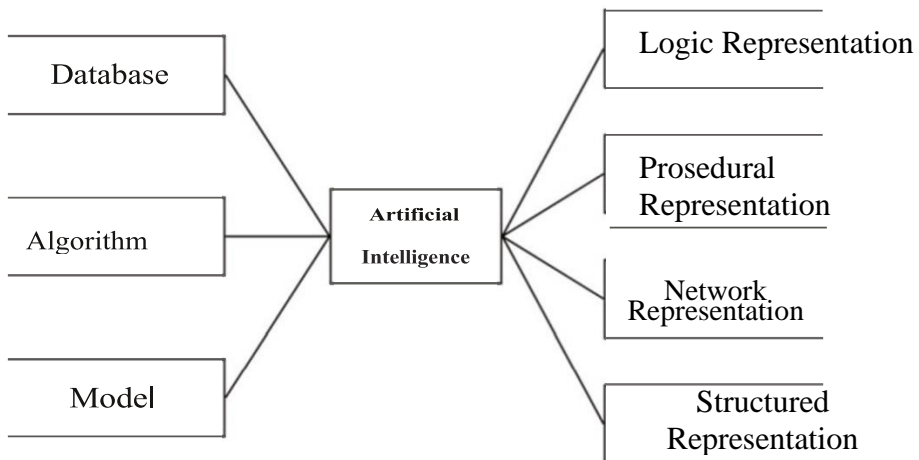 Database
Algorithm
Model
Artificial
Intelligence
Logic Representation
Prosedural
Representation
Network
Representation
Structured
Representation